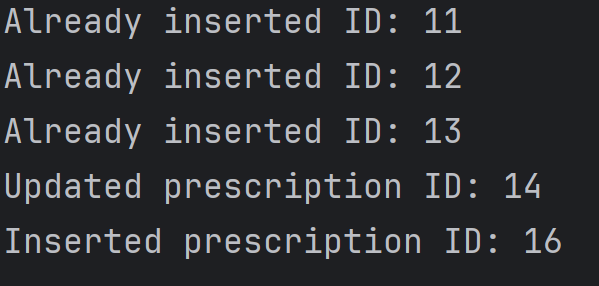 Already inserted ID: 11
Already inserted ID: 12
Already inserted ID: 13
Updated prescription ID: 14
Inserted prescription ID: 16